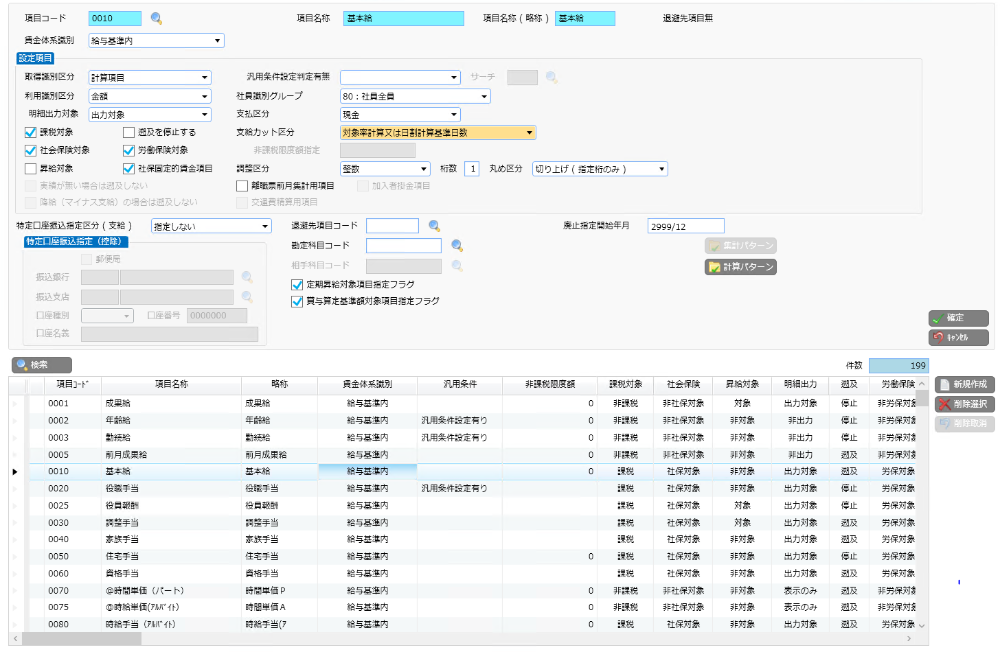 項目コード 0010 項目名称 基本給 項目名称(略称) 基本給 退避先項目無
賃金体系識別 給与基準内
設定項目
取得識別区分 計算項目 汎用条件設定判定有無 サーチ
利用識別区分 金額 社員識別グループ 80:社員全員
明細出力対象 出力対象 支払区分 現金
課税対象 遡及を停止する 支給カット区分 対象率計算又は日割計算基準日数
社会保険対象 労働保険対象 非課税限度額指定
昇給対象 社保固定的賃金項目 調整区分 整数 桁数 1 丸め区分 切り上げ(指定桁のみ)
実績が無い場合は遡及しない 離職票前月集計用項目 加入者掛金項目
降給(マイナス支給)の場合は遡及しない 交通費精算用項目
特定口座振込指定区分(支給) 指定しない 退避先項目コード 廃止指定開始年月 2999/12
特定口座振込指定(控除) 勘定科目コード 集計パターン
郵便局 相手科目コード 計算パターン
振込銀行 定期昇給対象項目指定フラグ
振込支店 賞与算定基準額対象項目指定フラグ
口座種別 口座番号 0000000 確定
口座名義 キャンセル
検索 件数 199
項目コード 項目名称 略称 賃金体系識別 汎用条件 非課税限度額 課税対象 社会保険 昇給対象 明細出力 遡及 労働保険 新規作成
0001 成果給 成果給 給与基準内 0 非課税 非社保対象 対象 出力対象 停止 非労保対象 削除選択
0002 年齢給 年齢給 給与基準内 汎用条件設定有り 0 非課税 非社保対象 非対象 非出力 停止 非労保対象 削除取消
0003 勤続給 勤続給 給与基準内 汎用条件設定有り 0 非課税 非社保対象 非対象 非出力 停止 非労保対象
0005 前月成果給 前月成果給 給与基準内 0 非課税 非社保対象 非対象 非出力 遡及 非労保対象
0010 基本給 基本給 給与基準内 0 課税 社保対象 非対象 出力対象 遡及 労保対象
0020 役職手当 役職手当 給与基準内 汎用条件設定有り 課税 社保対象 非対象 出力対象 停止 労保対象
0025 役員報酬 役員報酬 給与基準内 課税 社保対象 対象 出力対象 停止 労保対象
0030 調整手当 調整手当 給与基準内 課税 社保対象 対象 出力対象 遡及 労保対象
0040 家族手当 家族手当 給与基準内 課税 社保対象 非対象 出力対象 遡及 労保対象
0050 住宅手当 住宅手当 給与基準内 0 課税 社保対象 非対象 出力対象 停止 労保対象
0060 資格手当 資格手当 給与基準内 課税 社保対象 非対象 出力対象 遡及 労保対象
0070 @時間単価(パート) 時間単価P 給与基準内 0 非課税 非社保対象 非対象 表示のみ 遡及 非労保対象
0075 @時給単価(アルバイト) 時間単価A 給与基準内 0 非課税 非社保対象 非対象 表示のみ 遡及 非労保対象
0080 時給手当(アルバイト) 時給手当(ア 給与基準内 0 課税 社保対象 非対象 出力対象 遡及 労保対象